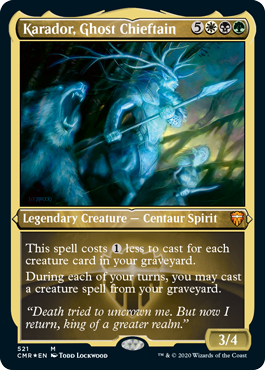 Karador, Ghost Chieftain 5
Legendary Creature — Centaur Spirit
This spell costs 1 less to cast for each
creature card in your graveyard.
During each of your turns, you may cast
a creature spell from your graveyard.
“Death tried to uncrown me. But now I
return, king of a greater realm.”
3/4
521 M
CMR EN Todd Lockwood
™ & © 2020 Wizards of the Coast